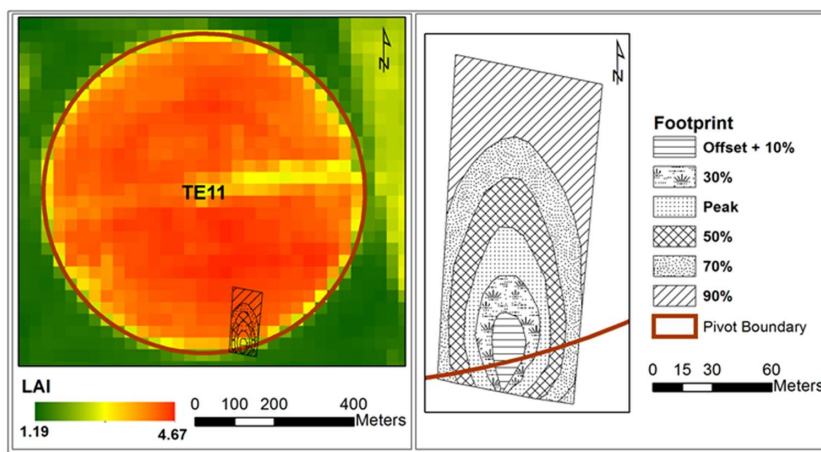 N
TE11
LAI
1.19
4.67
0 100 200 400
Meters
N
Footprint
Offset + 10%
30%
Peak
50%
70%
90%
Pivot Boundary
0 15 30 60
Meters